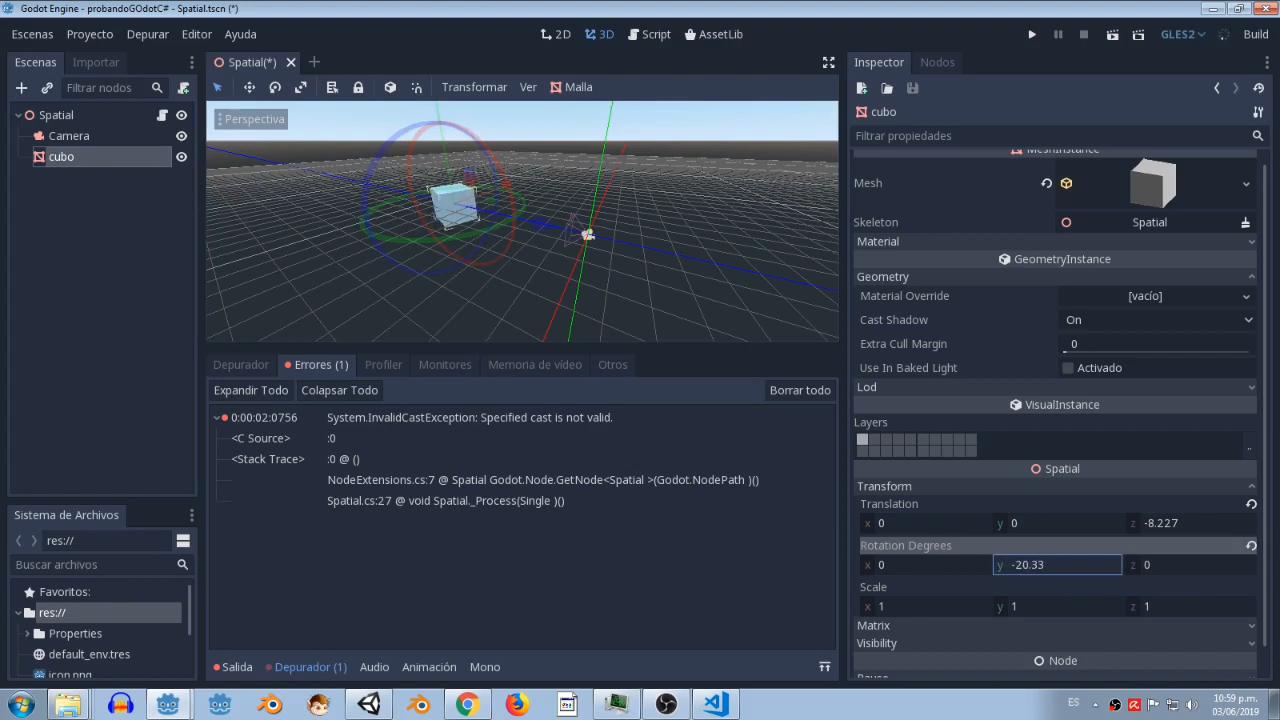 Godot Engine - probandoGOdotC# - Spatial.tscn (*)
Escenas Proyecto Depurar Editor Ayuda
2D 3D Script AssetLib
GLES2 Build
Escenas Importar
Filtrar nodos
Spatial
Camera
cubo
Spatial(*)
Transformar Ver Malla
Perspectiva
Depurador Errores (1) Profiler Monitores Memoria de vídeo Otros
Expandir Todo Colapsar Todo Borrar todo
0:00:02:0756 System.InvalidCastException: Specified cast is not valid.
<C Source> :0
<Stack Trace> :0 @ ()
NodeExtensions.cs:7 @ Spatial Godot.Node.GetNode<Spatial >(Godot.NodePath )()
Spatial.cs:27 @ void Spatial._Process(Single )()
Salida Depurador (1) Audio Animación Mono
Sistema de Archivos
res://
Buscar archivos
Favoritos:
res://
Properties
default_env.tres
icon.png
Inspector Nodos
cubo
Filtrar propiedades
MeshInstance
Mesh
Skeleton Spatial
Material
GeometryInstance
Geometry
Material Override [vacío]
Cast Shadow On
Extra Cull Margin 0
Use In Baked Light Activado
Lod
VisualInstance
Layers
..
Spatial
Transform
Translation
x 0 y 0 z -8.227
Rotation Degrees
x 0 y -20.33 z 0
Scale
x 1 y 1 z 1
Matrix
Visibility
Node
Pause
ES 10:59 p.m.
03/06/2019